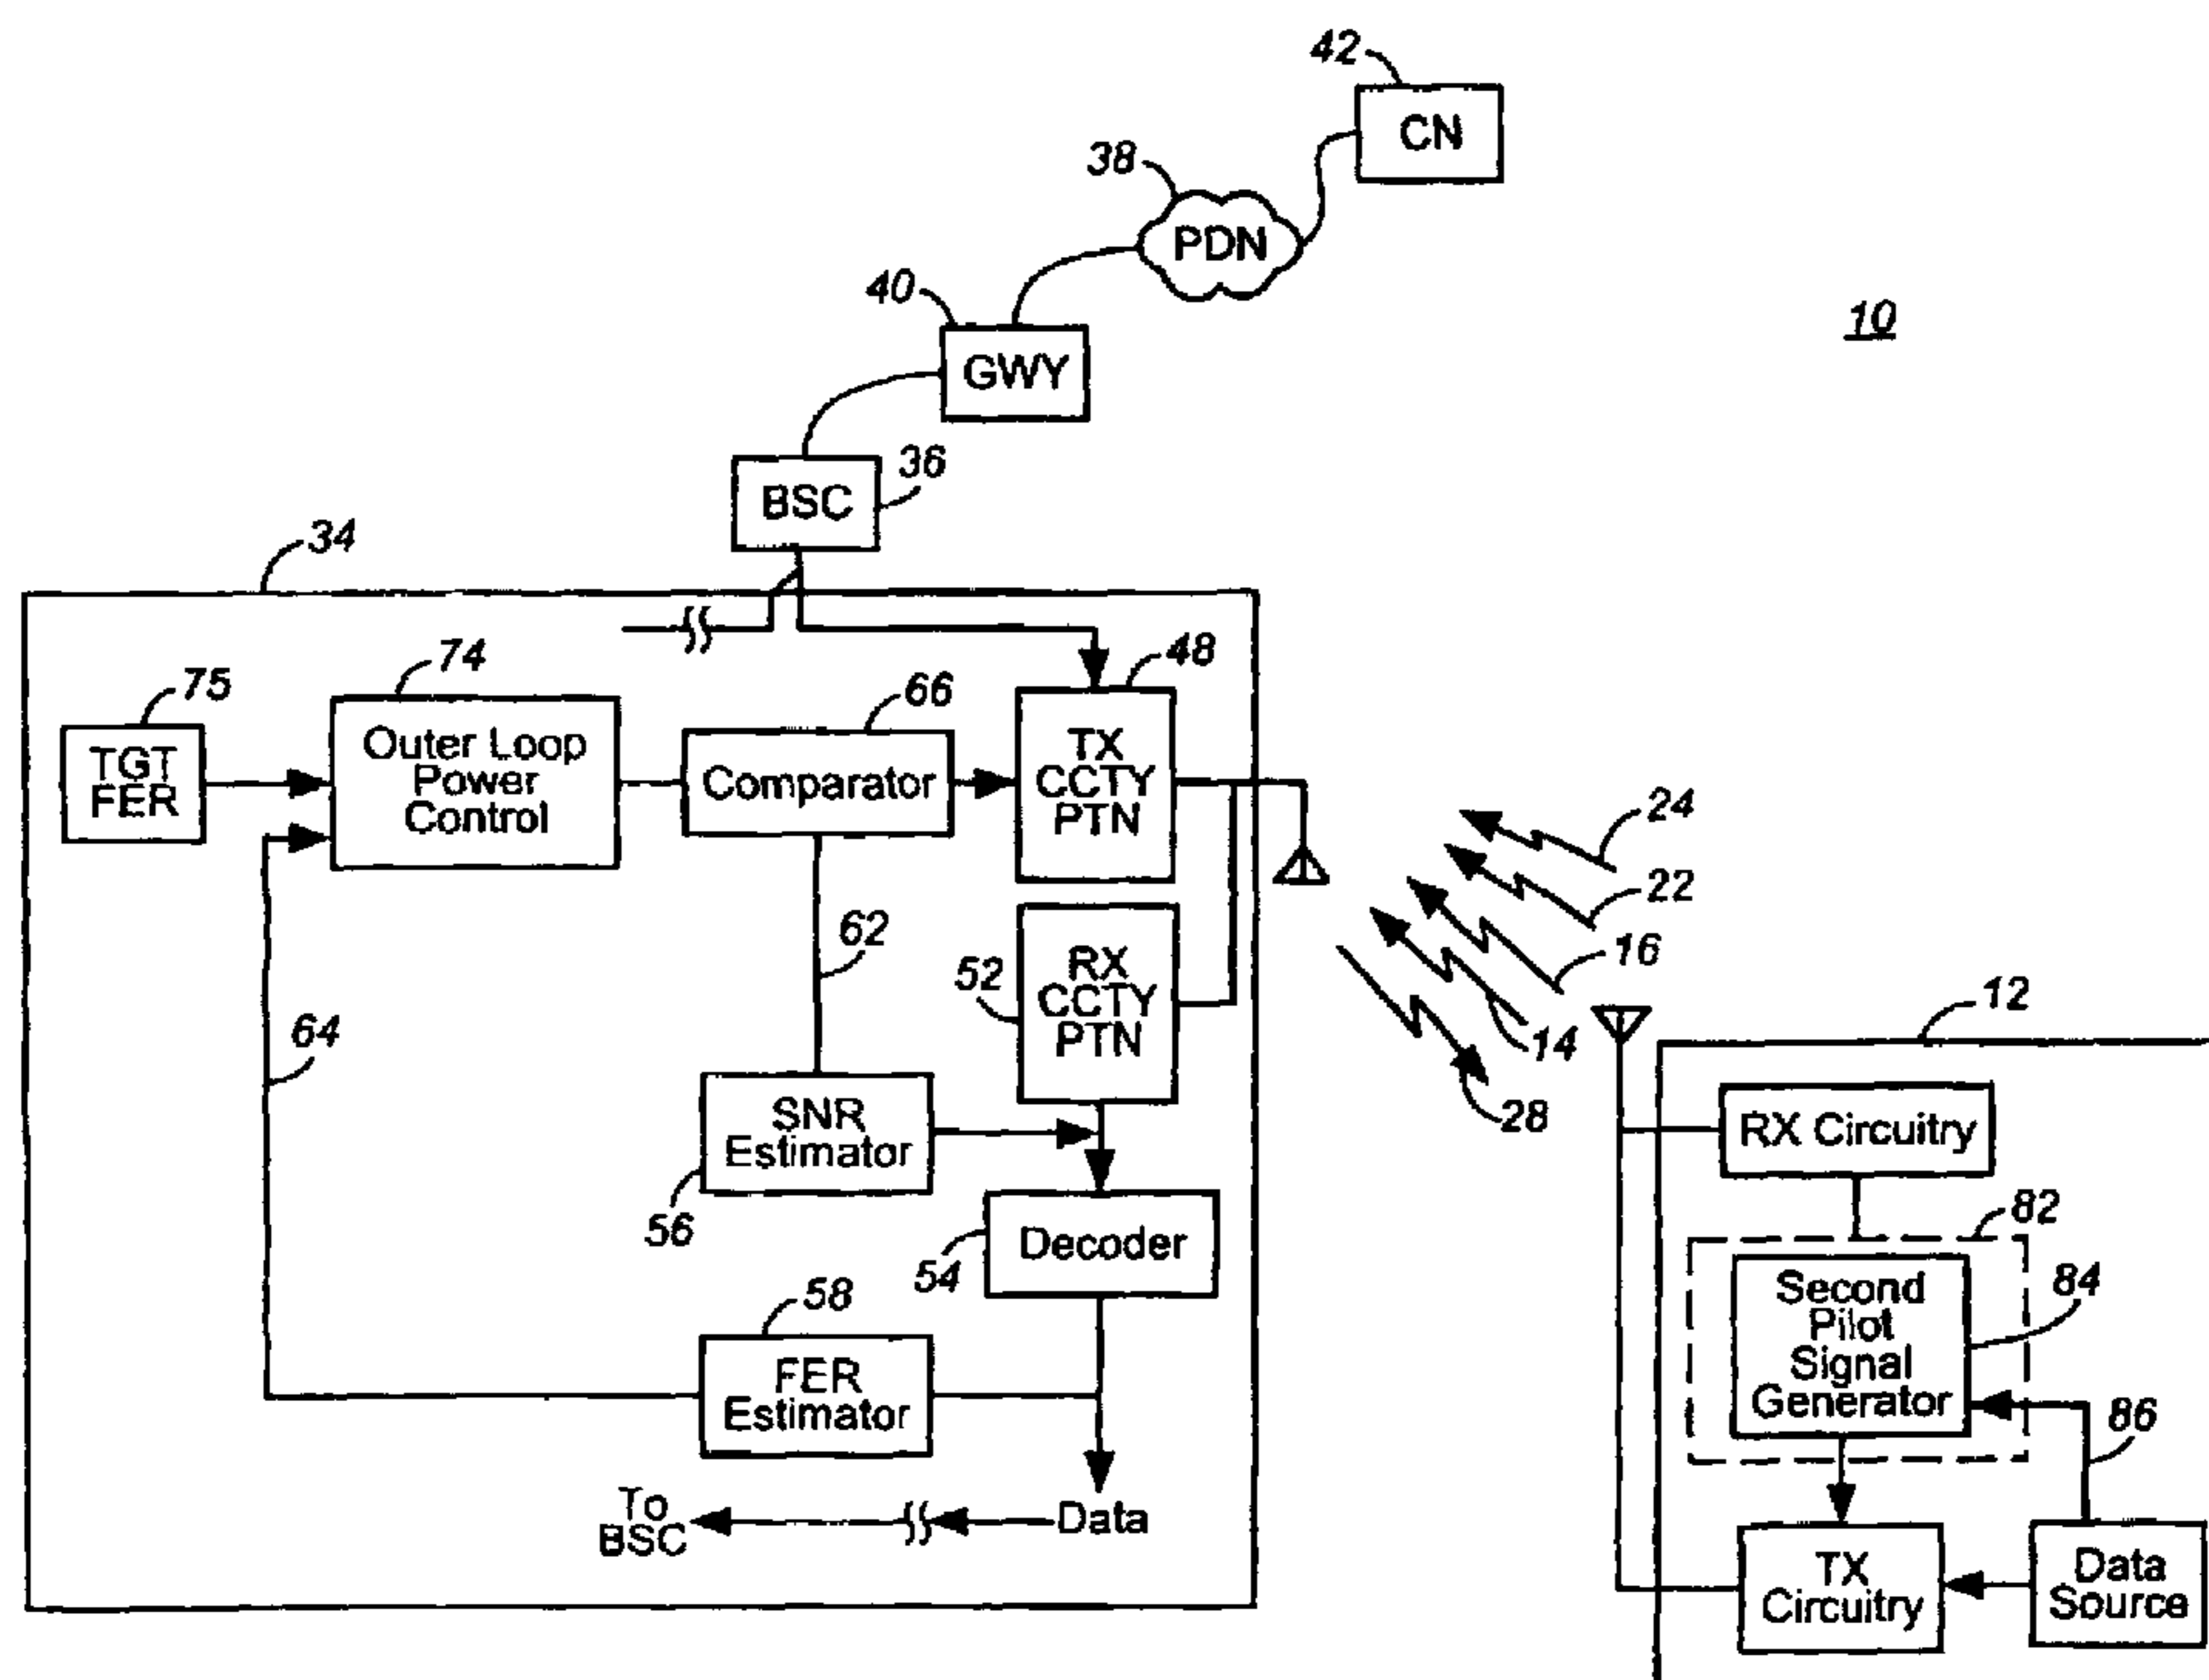 42
CN
38
PDN
10
40
GWY
36
BSC
34
75
TGT
FER
74
Outer Loop
Power
Control
66
Comparator
48
TX
CCTY
PTN
24
22
16
14
28
62
52
RX
CCTY
PTN
64
SNR
Estimator
56
54
Decoder
58
FER
Estimator
To
BSC
Data
12
RX Circuitry
82
Second
Pilot
Signal
Generator
84
86
TX
Circuitry
Data
Source